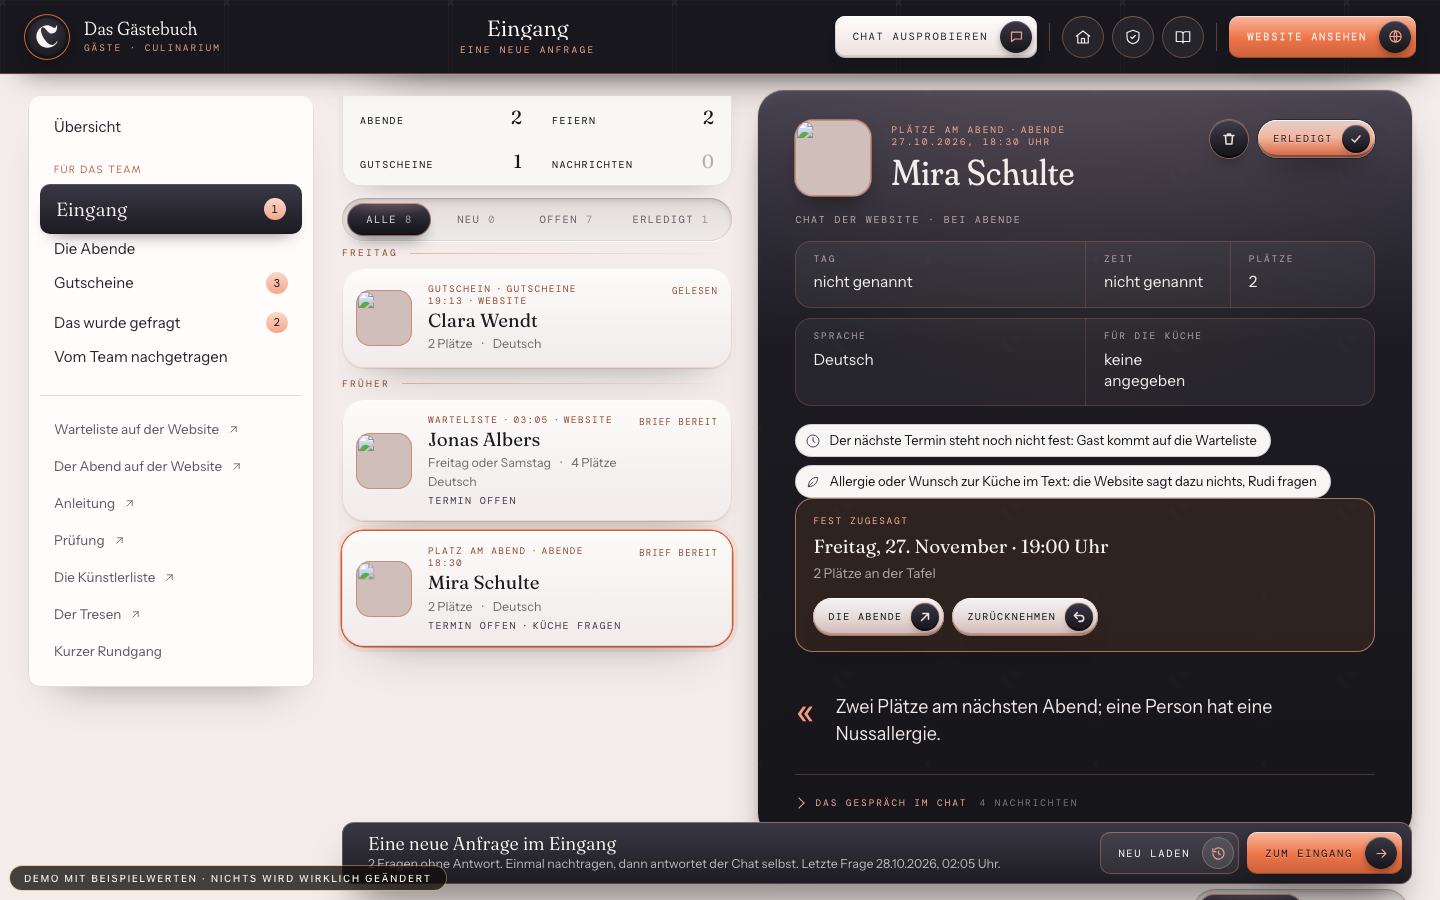 Das Gästebuch
GÄSTE · CULINARIUM
Eingang
EINE NEUE ANFRAGE
CHAT AUSPROBIEREN
WEBSITE ANSEHEN
Übersicht
FÜR DAS TEAM
Eingang 1
Die Abende
Gutscheine 3
Das wurde gefragt 2
Vom Team nachgetragen
Warteliste auf der Website
Der Abend auf der Website
Anleitung
Prüfung
Die Künstlerliste
Der Tresen
Kurzer Rundgang
ABENDE 2 FEIERN 2
GUTSCHEINE 1 NACHRICHTEN 0
ALLE 8 NEU 0 OFFEN 7 ERLEDIGT 1
FREITAG
GUTSCHEIN · GUTSCHEINE
19:13 · WEBSITE
GELESEN
Clara Wendt
2 Plätze · Deutsch
FRÜHER
WARTELISTE · 03:05 · WEBSITE
BRIEF BEREIT
Jonas Albers
Freitag oder Samstag · 4 Plätze
Deutsch
TERMIN OFFEN
PLATZ AM ABEND · ABENDE
18:30
BRIEF BEREIT
Mira Schulte
2 Plätze · Deutsch
TERMIN OFFEN · KÜCHE FRAGEN
PLÄTZE AM ABEND · ABENDE
27.10.2026, 18:30 UHR
Mira Schulte
ERLEDIGT
CHAT DER WEBSITE · BEI ABENDE
TAG
nicht genannt
ZEIT
nicht genannt
PLÄTZE
2
SPRACHE
Deutsch
FÜR DIE KÜCHE
keine
angegeben
Der nächste Termin steht noch nicht fest: Gast kommt auf die Warteliste
Allergie oder Wunsch zur Küche im Text: die Website sagt dazu nichts, Rudi fragen
FEST ZUGESAGT
Freitag, 27. November · 19:00 Uhr
2 Plätze an der Tafel
DIE ABENDE
ZURÜCKNEHMEN
« Zwei Plätze am nächsten Abend; eine Person hat eine
Nussallergie.
DAS GESPRÄCH IM CHAT 4 NACHRICHTEN
Eine neue Anfrage im Eingang
2 Fragen ohne Antwort. Einmal nachtragen, dann antwortet der Chat selbst. Letzte Frage 28.10.2026, 02:05 Uhr.
NEU LADEN
ZUM EINGANG
DEMO MIT BEISPIELWERTEN · NICHTS WIRD WIRKLICH GEÄNDERT